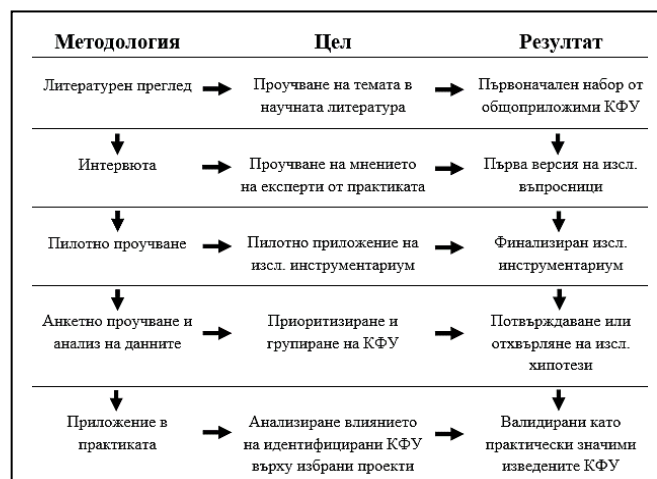 Методология Цел Резултат
Литературен преглед Проучване на темата в Първоначален набор от
научната литература общоприложими КФУ
Интервюта Проучване на мнението Първа версия на изсл.
на експерти от практиката въпросници
Пилотно проучване Пилотно приложение на Финализиран изсл.
изсл. инструментариум инструментариум
Анкетно проучване и Приоритизиране и Потвърждаване или
анализ на данните групиране на КФУ отхвърляне на изсл.
хипотези
Приложение в Анализиране влиянието Валидирани като
практиката на идентифицирани КФУ практически значими
върху избрани проекти изведените КФУ